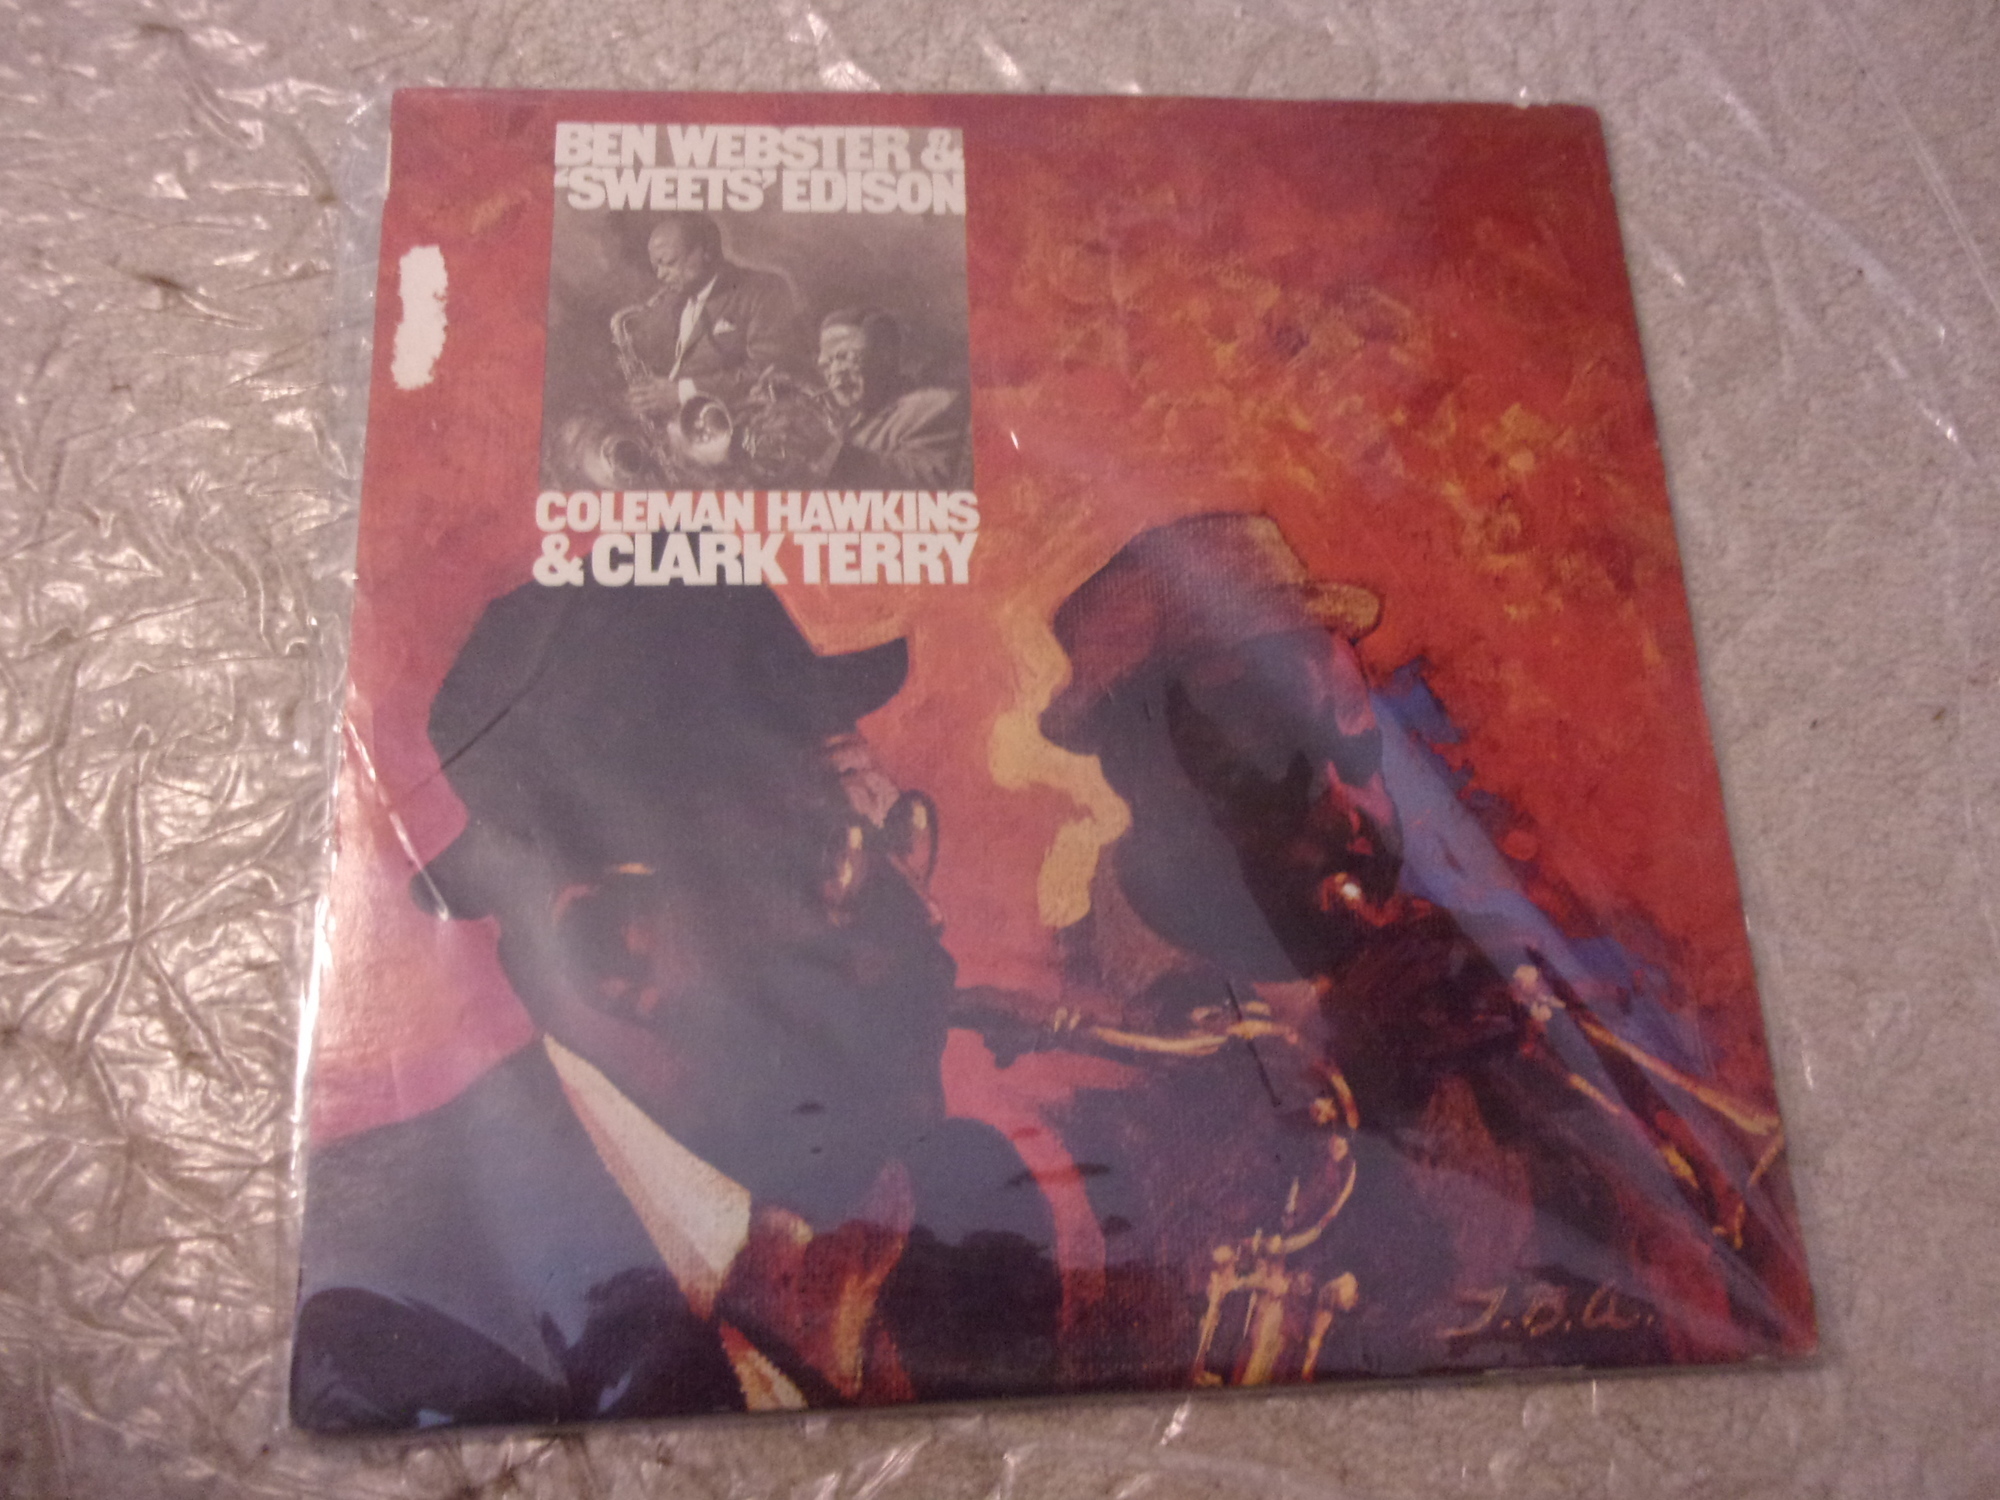 BEN WEBSTER &
'SWEETS' EDISON
COLEMAN HAWKINS
& CLARK TERRY
J.B.A.